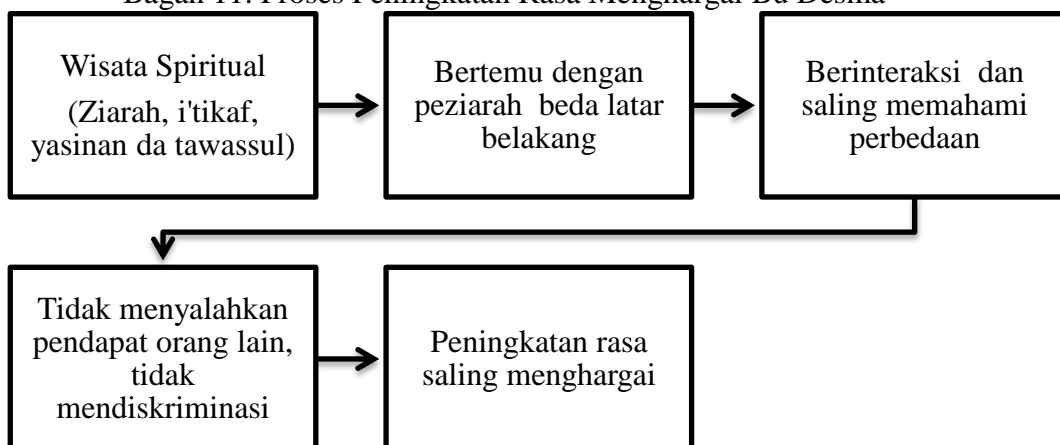 Bagan 11. Proses Peningkatan Rasa Menghargai Bu Desina
Wisata Spiritual
(Ziarah, i'tikaf,
yasinan da tawassul)
Bertemu dengan
peziarah beda latar
belakang
Berinteraksi dan
saling memahami
perbedaan
Tidak menyalahkan
pendapat orang lain,
tidak
mendiskriminasi
Peningkatan rasa
saling menghargai